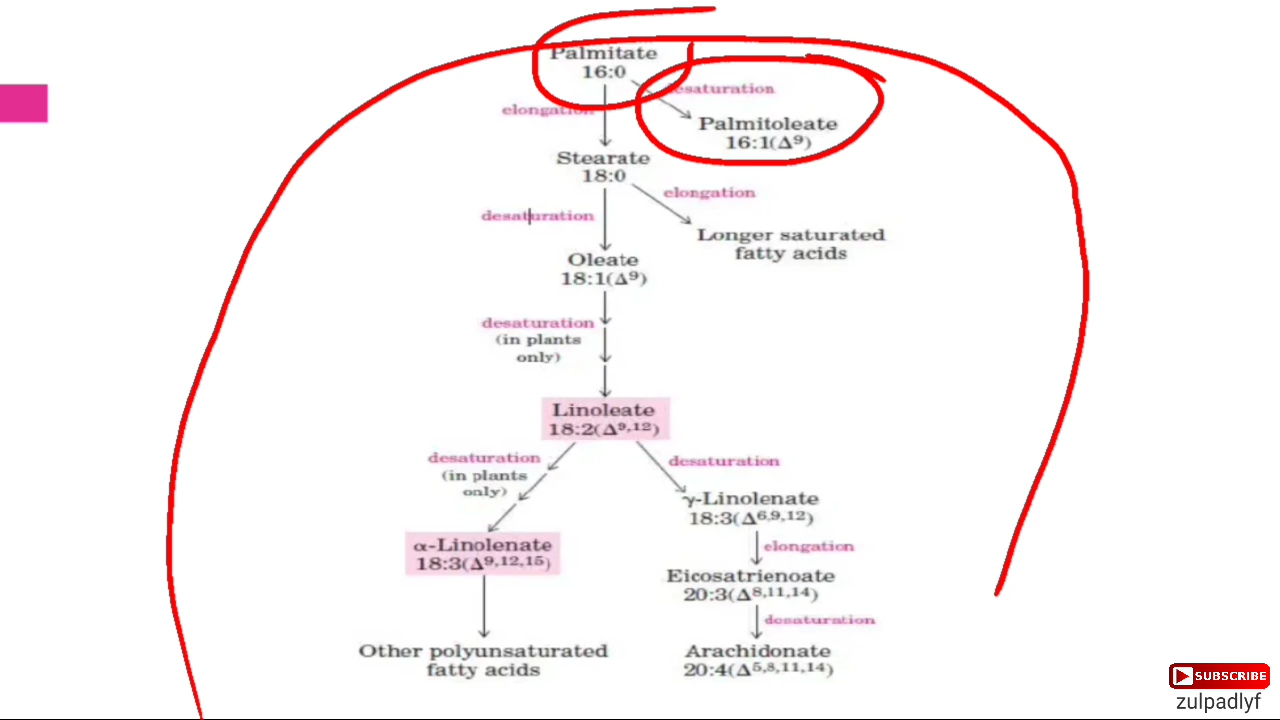 Palmitate
16:0
desaturation
elongation
Palmitoleate
16:1(Δ⁹)
Stearate
18:0
elongation
desaturation
Longer saturated
fatty acids
Oleate
18:1(Δ⁹)
desaturation
(in plants
only)
Linoleate
18:2(Δ⁹,¹²)
desaturation
(in plants
only)
desaturation
γ-Linolenate
18:3(Δ⁶,⁹,¹²)
α-Linolenate
18:3(Δ⁹,¹²,¹⁵)
elongation
Eicosatrienoate
20:3(Δ⁸,¹¹,¹⁴)
desaturation
Other polyunsaturated
fatty acids
Arachidonate
20:4(Δ⁵,⁸,¹¹,¹⁴)
SUBSCRIBE
zulpadlyf